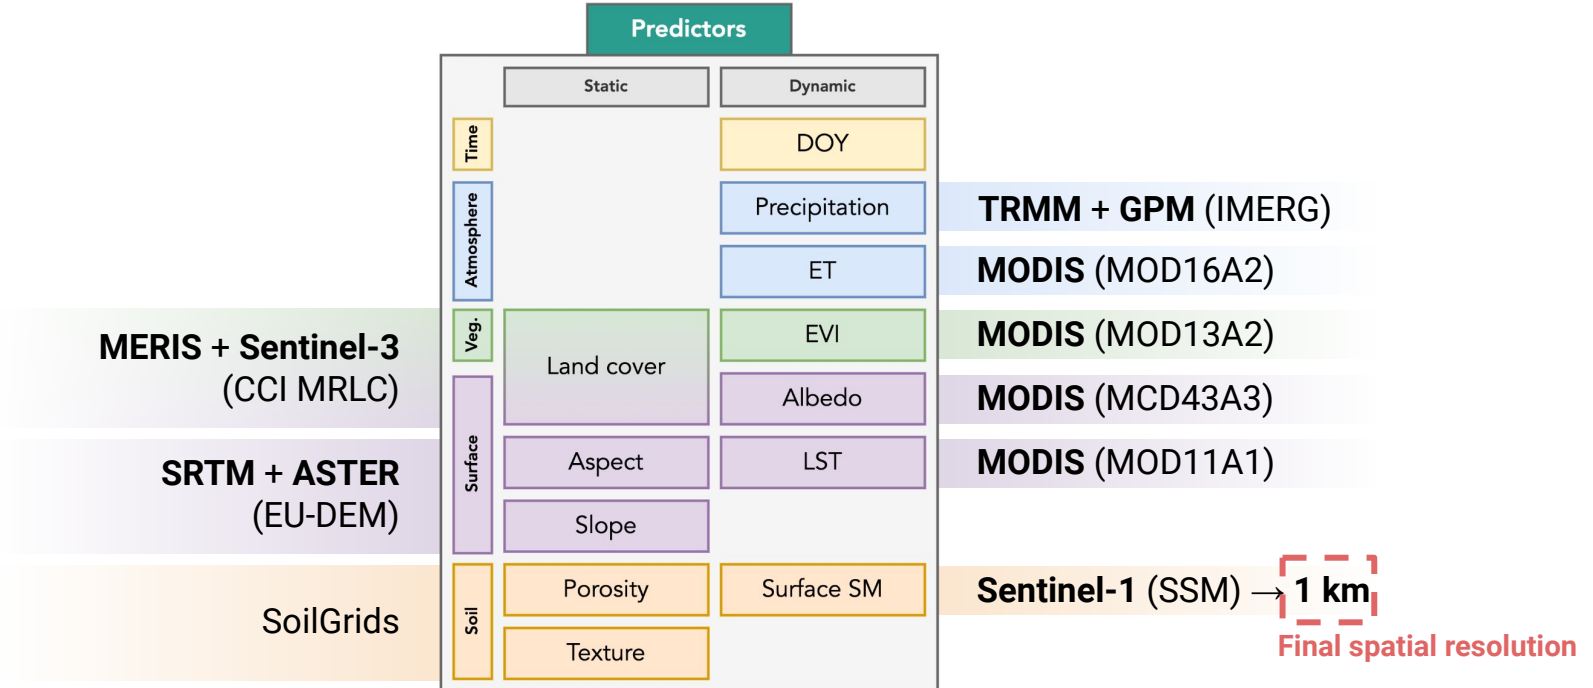 Predictors
Static
Dynamic
Time
DOY
Atmosphere
Precipitation
TRMM + GPM (IMERG)
ET
MODIS (MOD16A2)
Veg.
MERIS + Sentinel-3
(CCI MRLC)
Land cover
EVI
MODIS (MOD13A2)
Surface
Albedo
MODIS (MCD43A3)
SRTM + ASTER
(EU-DEM)
Aspect
LST
MODIS (MOD11A1)
Slope
Soil
SoilGrids
Porosity
Surface SM
Sentinel-1 (SSM) → 1 km
Final spatial resolution
Texture